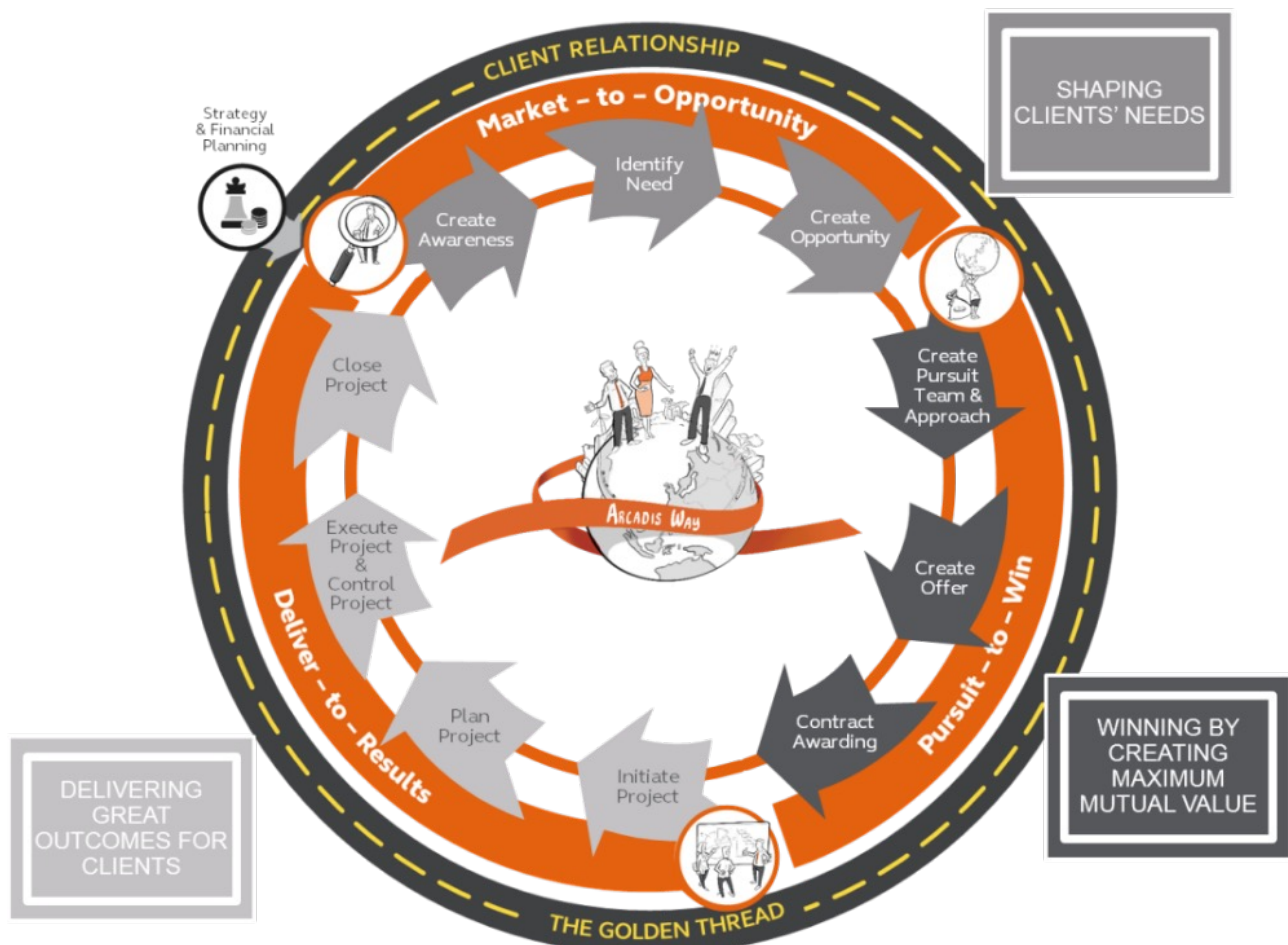 CLIENT RELATIONSHIP
Market – to – Opportunity
SHAPING
CLIENTS' NEEDS
Strategy
& Financial
Planning
Create
Awareness
Identify
Need
Create
Opportunity
Create
Pursuit
Team &
Approach
Create
Offer
Contract
Awarding
Pursuit – to – Win
WINNING BY
CREATING
MAXIMUM
MUTUAL VALUE
Initiate
Project
Plan
Project
Execute
Project
&
Control
Project
Close
Project
Deliver – to – Results
DELIVERING
GREAT
OUTCOMES FOR
CLIENTS
ARCADIS WAY
THE GOLDEN THREAD